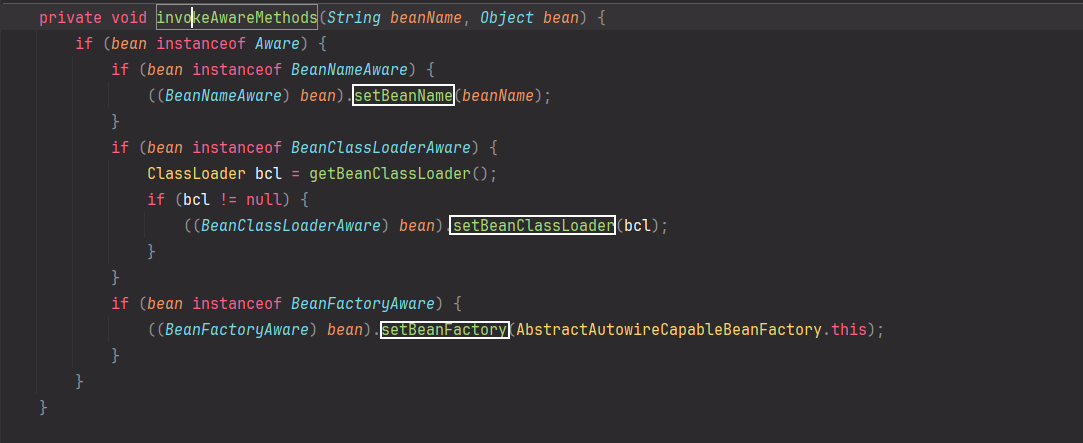 private void invokeAwareMethods(String beanName, Object bean) {
if (bean instanceof Aware) {
if (bean instanceof BeanNameAware) {
((BeanNameAware) bean).setBeanName(beanName);
}
if (bean instanceof BeanClassLoaderAware) {
ClassLoader bcl = getBeanClassLoader();
if (bcl != null) {
((BeanClassLoaderAware) bean).setBeanClassLoader(bcl);
}
}
if (bean instanceof BeanFactoryAware) {
((BeanFactoryAware) bean).setBeanFactory(AbstractAutowireCapableBeanFactory.this);
}
}
}